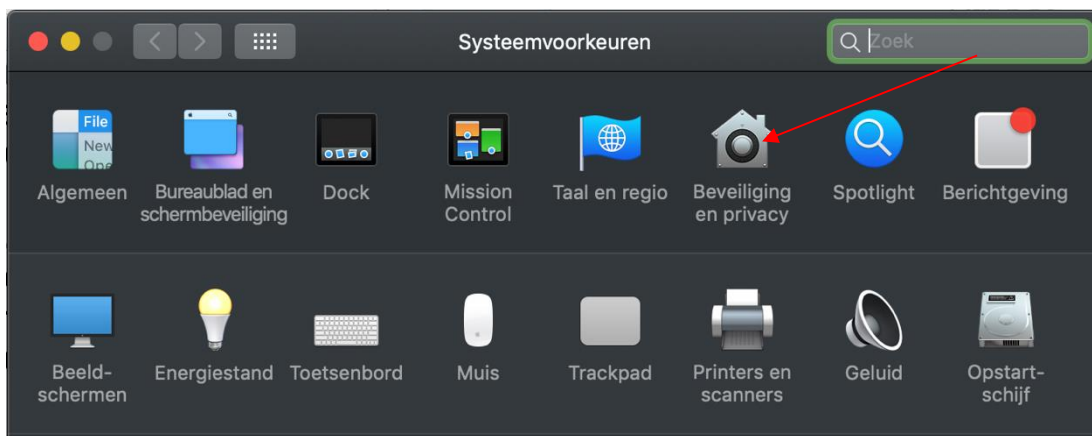 Systeemvoorkeuren
Zoek
File
New
Ope
Algemeen
Bureaublad en
schermbeveiliging
Dock
Mission
Control
Taal en regio
Beveiliging
en privacy
Spotlight
Berichtgeving
Beeld-
schermen
Energiestand
Toetsenbord
Muis
Trackpad
Printers en
scanners
Geluid
Opstart-
schijf